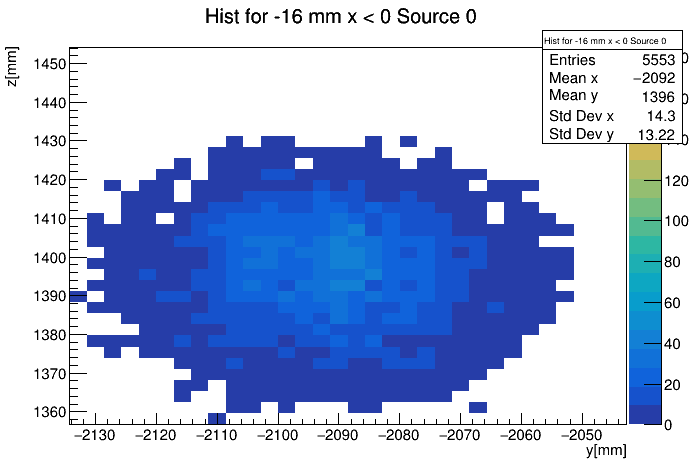 Hist for -16 mm x < 0 Source 0
Hist for -16 mm x < 0 Source 0
Entries 5553
Mean x −2092
Mean y 1396
Std Dev x 14.3
Std Dev y 13.22
z[mm]
1450
1440
1430
1420
1410
1400
1390
1380
1370
1360
120
100
80
60
40
20
0
−2130 −2120 −2110 −2100 −2090 −2080 −2070 −2060 −2050
y[mm]